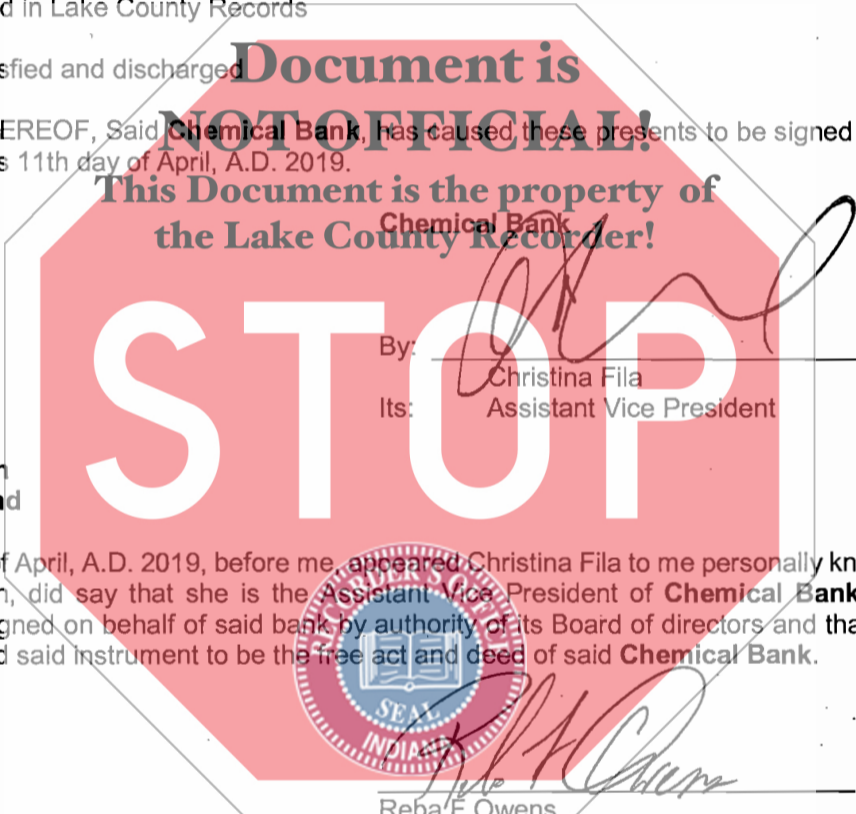 d in Lake County Records
sfied and discharged
Document is
EREOF, Said Chemical Bank, has caused these presents to be signed
NOT OFFICIAL!
s 11th day of April, A.D. 2019.
This Document is the property of
Chemical Bank
the Lake County Recorder!
STOP
By:
Christina Fila
Its: Assistant Vice President
n
nd
f April, A.D. 2019, before me, appeared Christina Fila to me personally kn
n, did say that she is the Assistant Vice President of Chemical Bank
gned on behalf of said bank by authority of its Board of directors and tha
d said instrument to be the free act and deed of said Chemical Bank.
RECORDER'S OFFICE
SEAL
INDIANA
Reba F Owens
Reba F Owens